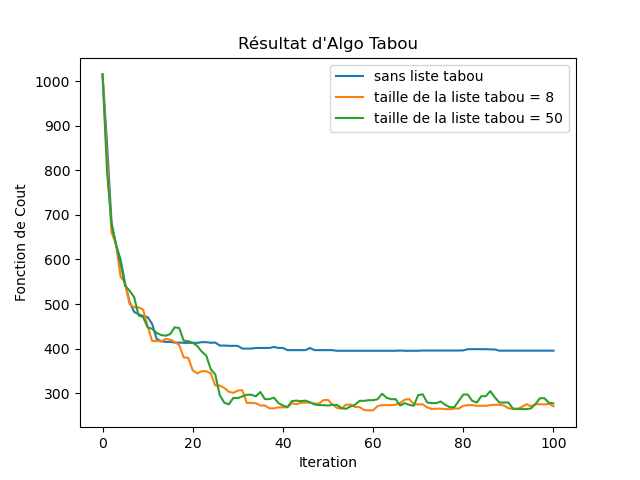 Résultat d'Algo Tabou
sans liste tabou
taille de la liste tabou = 8
taille de la liste tabou = 50
Fonction de Cout
1000
900
800
700
600
500
400
300
0
20
40
60
80
100
Iteration